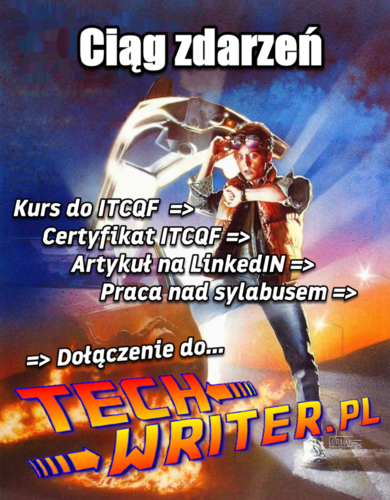 Ciąg zdarzeń
Kurs do ITCQF =>
Certyfikat ITCQF =>
Artykuł na LinkedIN =>
Praca nad sylabusem =>
=> Dołączenie do...
TECH
WRITER.PL